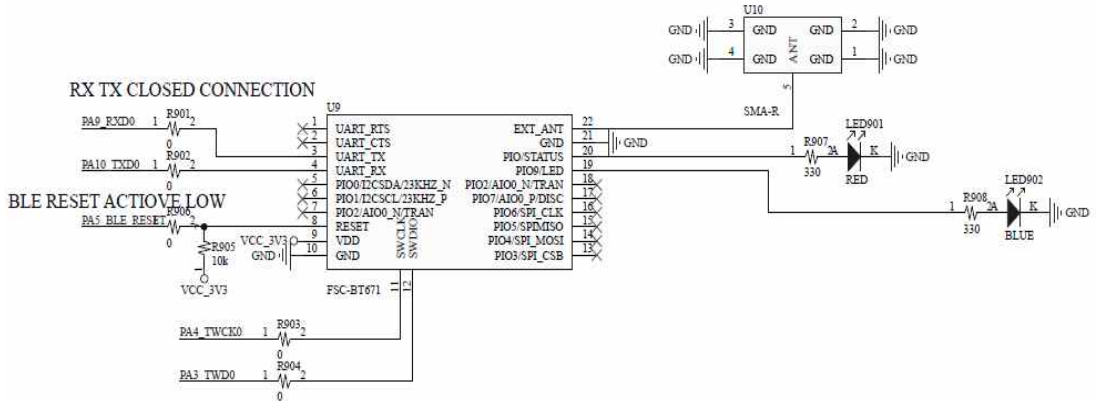 U10
GND 3 GND GND 2 GND
GND 4 GND GND 1 GND
ANT
5
SMA-R
RX TX CLOSED CONNECTION
U9
PA9_RXD0 1 R901 2
0
PA10_TXD0 1 R902 2
0
BLE RESET ACTIOVE LOW
PA5_BLE_RESET R906 2
0
R905
10k
1
VCC_3V3
1 UART_RTS EXT_ANT 22
2 UART_CTS GND 21 GND
3 UART_TX PIO/STATUS 20
4 UART_RX PIO9/LED 19
5 PIO0/I2CSDA/23KHZ_N PIO2/AIO0_N/TRAN 18
6 PIO1/I2CSCL/23KHZ_P PIO7/AIO0_P/DISC 17
7 PIO2/AIO0_N/TRAN PIO6/SPI_CLK 16
8 RESET PIO5/SPIMISO 15
VCC_3V3 9 VDD PIO4/SPI_MOSI 14
GND 10 GND PIO3/SPI_CSB 13
SWCLK
SWDIO
FSC-BT671
11
12
LED901
1 R907 2 A K GND
330
RED
LED902
1 R908 2 A K GND
330
BLUE
PA4_TWCK0 1 R903 2
0
PA3_TWD0 1 R904 2
0